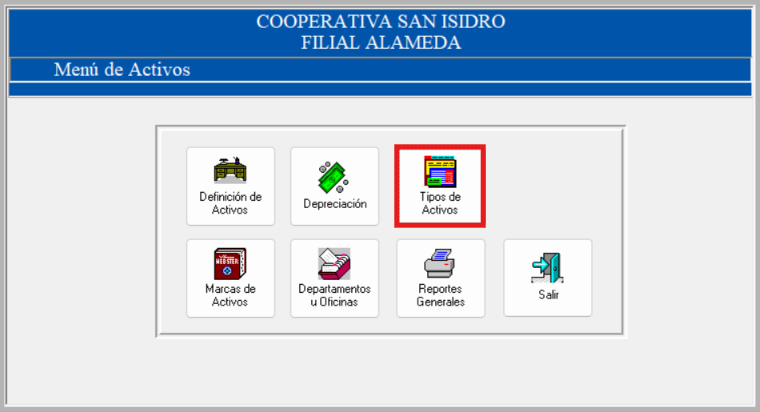 COOPERATIVA SAN ISIDRO
FILIAL ALAMEDA
Menú de Activos
Definición de
Activos
Depreciación
Tipos de
Activos
WEBSTER
Marcas de
Activos
Departamentos
u Oficinas
Reportes
Generales
Salir